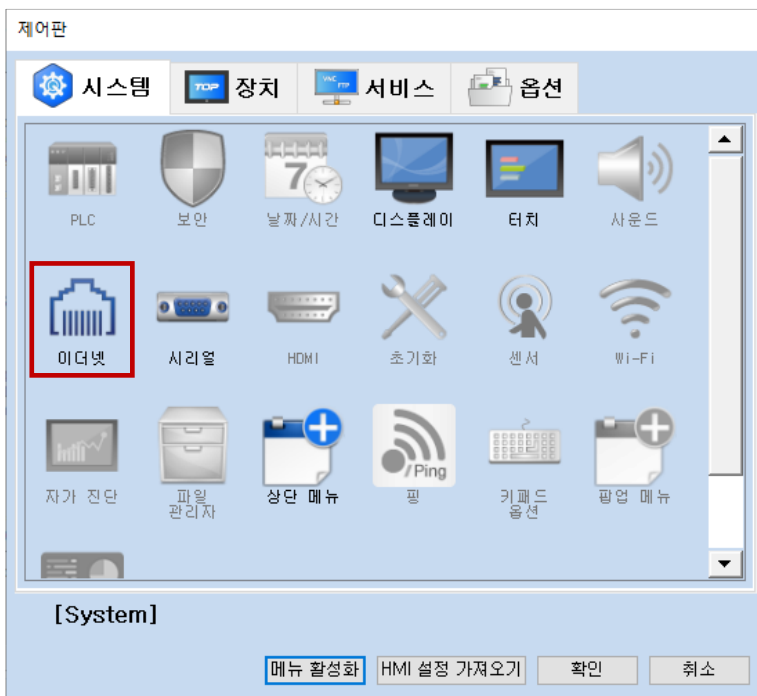 제어판
시스템 TOP 장치 VNC FTP 서비스 옵션
7
PLC 보안 날짜/시간 디스플레이 터치 사운드
이더넷 시리얼 HDMI 초기화 센서 Wi-Fi
/Ping
자가 진단 파일 관리자 상단 메뉴 핑 키패드 옵션 팝업 메뉴
[System]
메뉴 활성화 HMI 설정 가져오기 확인 취소